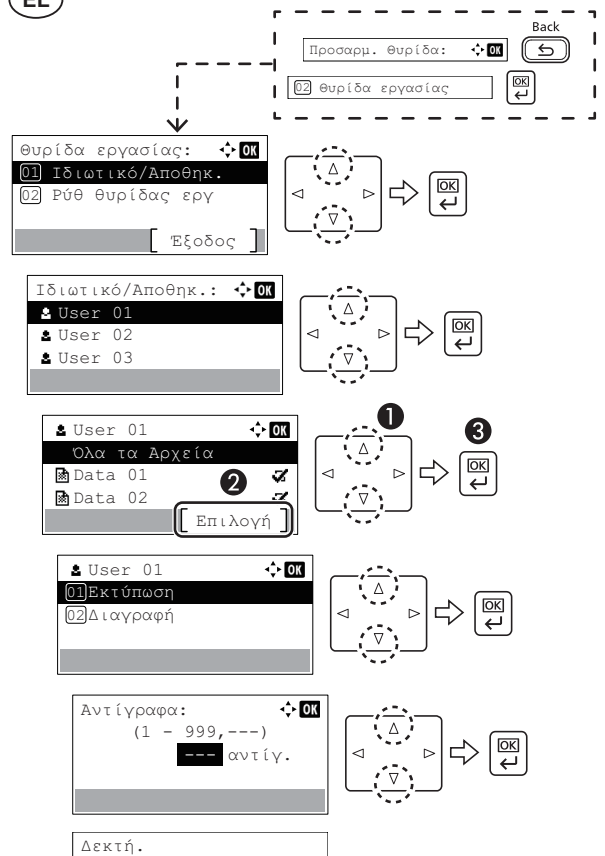 EL
Back
Προσαρμ. θυρίδα: OK
02 θυρίδα εργασίας OK
θυρίδα εργασίας: OK
01 Ιδιωτικό/Αποθηκ.
02 Ρύθ θυρίδας εργ
[ Έξοδος ]
OK
Ιδιωτικό/Αποθηκ.: OK
User 01
User 02
User 03
OK
User 01 OK
Όλα τα Αρχεία
Data 01
Data 02
[ Επιλογή ]
1
2
3
OK
User 01 OK
01 Εκτύπωση
02 Διαγραφή
OK
Αντίγραφα: OK
(1 - 999,---)
--- αντίγ.
OK
Δεκτή.